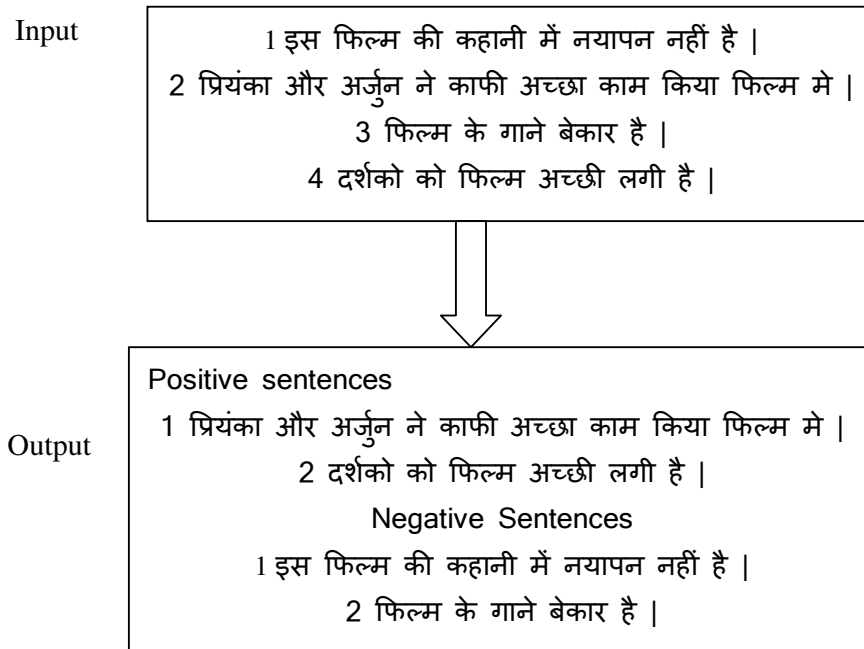 Input
1 इस फिल्म की कहानी में नयापन नहीं है |
2 प्रियंका और अर्जुन ने काफी अच्छा काम किया फिल्म मे |
3 फिल्म के गाने बेकार है |
4 दर्शको को फिल्म अच्छी लगी है |
Output
Positive sentences
1 प्रियंका और अर्जुन ने काफी अच्छा काम किया फिल्म मे |
2 दर्शको को फिल्म अच्छी लगी है |
Negative Sentences
1 इस फिल्म की कहानी में नयापन नहीं है |
2 फिल्म के गाने बेकार है |